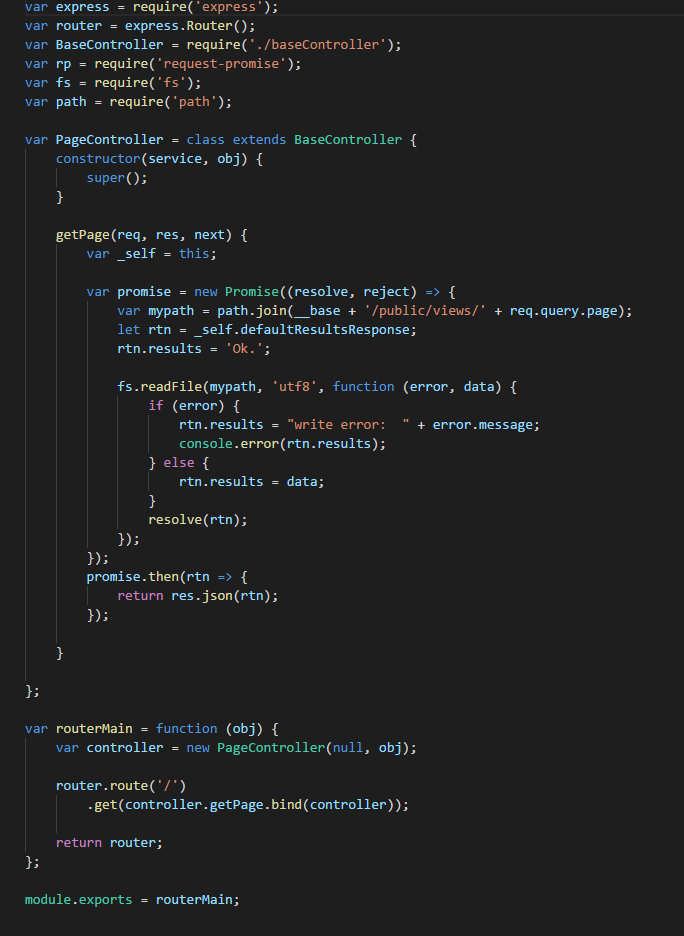 var express = require('express');
var router = express.Router();
var BaseController = require('./baseController');
var rp = require('request-promise');
var fs = require('fs');
var path = require('path');

var PageController = class extends BaseController {
    constructor(service, obj) {
        super();
    }

    getPage(req, res, next) {
        var _self = this;

        var promise = new Promise((resolve, reject) => {
            var mypath = path.join(__base + '/public/views/' + req.query.page);
            let rtn = _self.defaultResultsResponse;
            rtn.results = 'Ok.';

            fs.readFile(mypath, 'utf8', function (error, data) {
                if (error) {
                    rtn.results = "write error:  " + error.message;
                    console.error(rtn.results);
                } else {
                    rtn.results = data;
                }
                resolve(rtn);
            });
        });
        promise.then(rtn => {
            return res.json(rtn);
        });

    }

};

var routerMain = function (obj) {
    var controller = new PageController(null, obj);

    router.route('/')
        .get(controller.getPage.bind(controller));

    return router;
};

module.exports = routerMain;